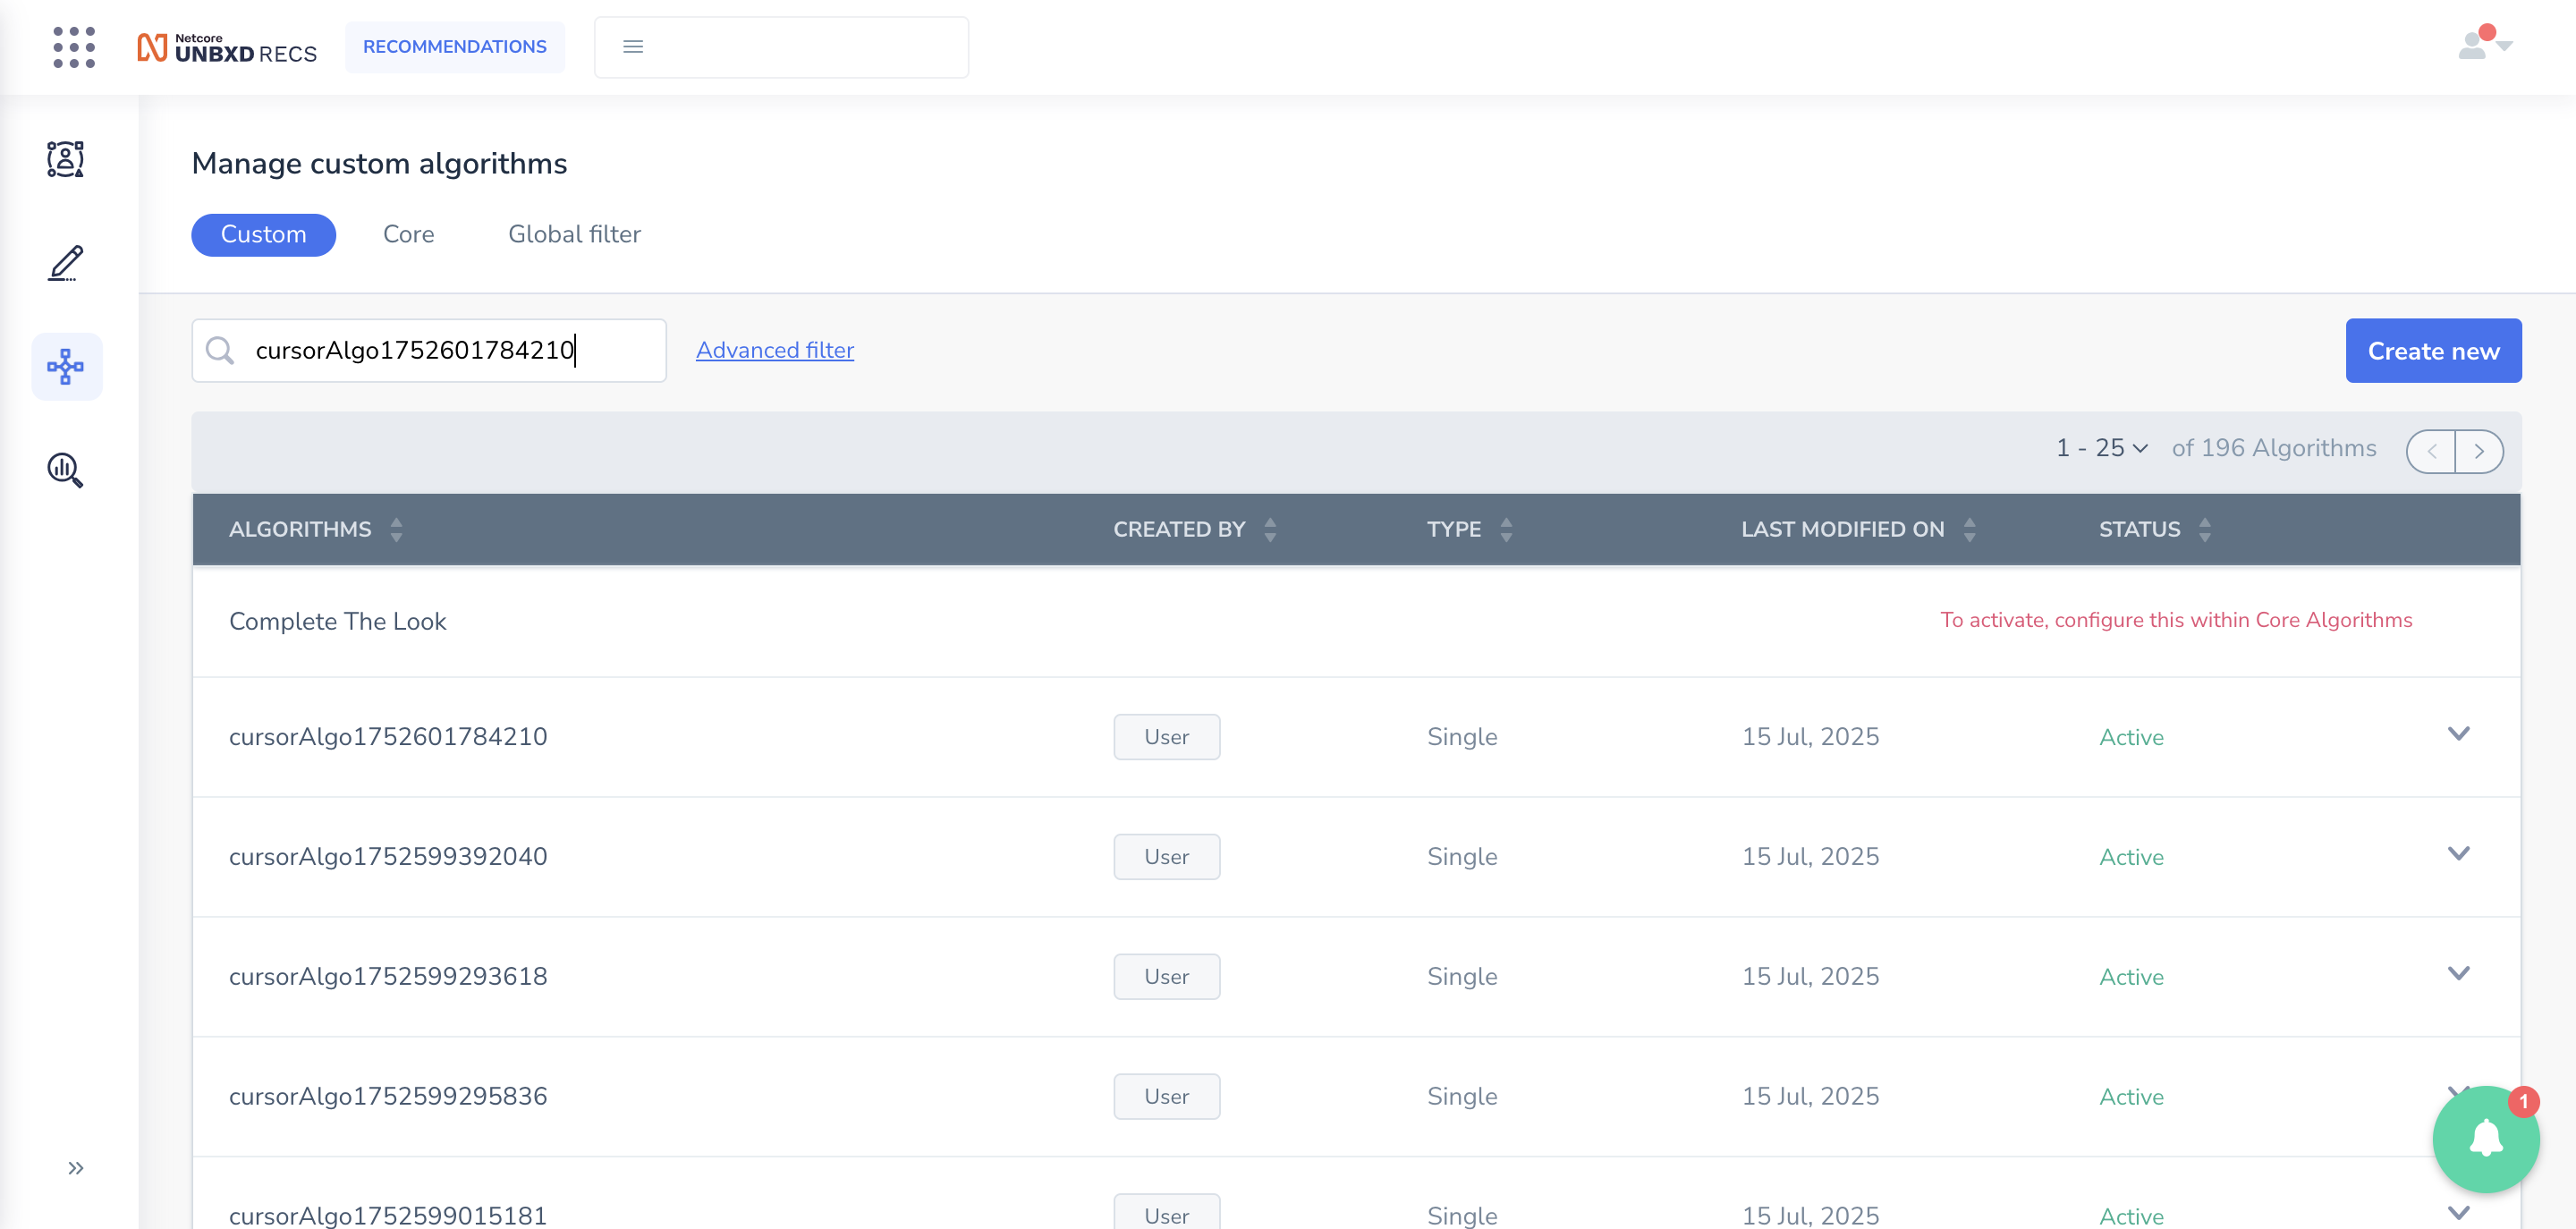 Netcore
UNBXD RECS
RECOMMENDATIONS
Manage custom algorithms
Custom Core Global filter
cursorAlgo1752601784210 Advanced filter Create new
1 - 25 of 196 Algorithms
ALGORITHMS CREATED BY TYPE LAST MODIFIED ON STATUS
Complete The Look To activate, configure this within Core Algorithms
cursorAlgo1752601784210 User Single 15 Jul, 2025 Active
cursorAlgo1752599392040 User Single 15 Jul, 2025 Active
cursorAlgo1752599293618 User Single 15 Jul, 2025 Active
cursorAlgo1752599295836 User Single 15 Jul, 2025 Active
1
cursorAlgo1752599015181 User Single 15 Jul, 2025 Active